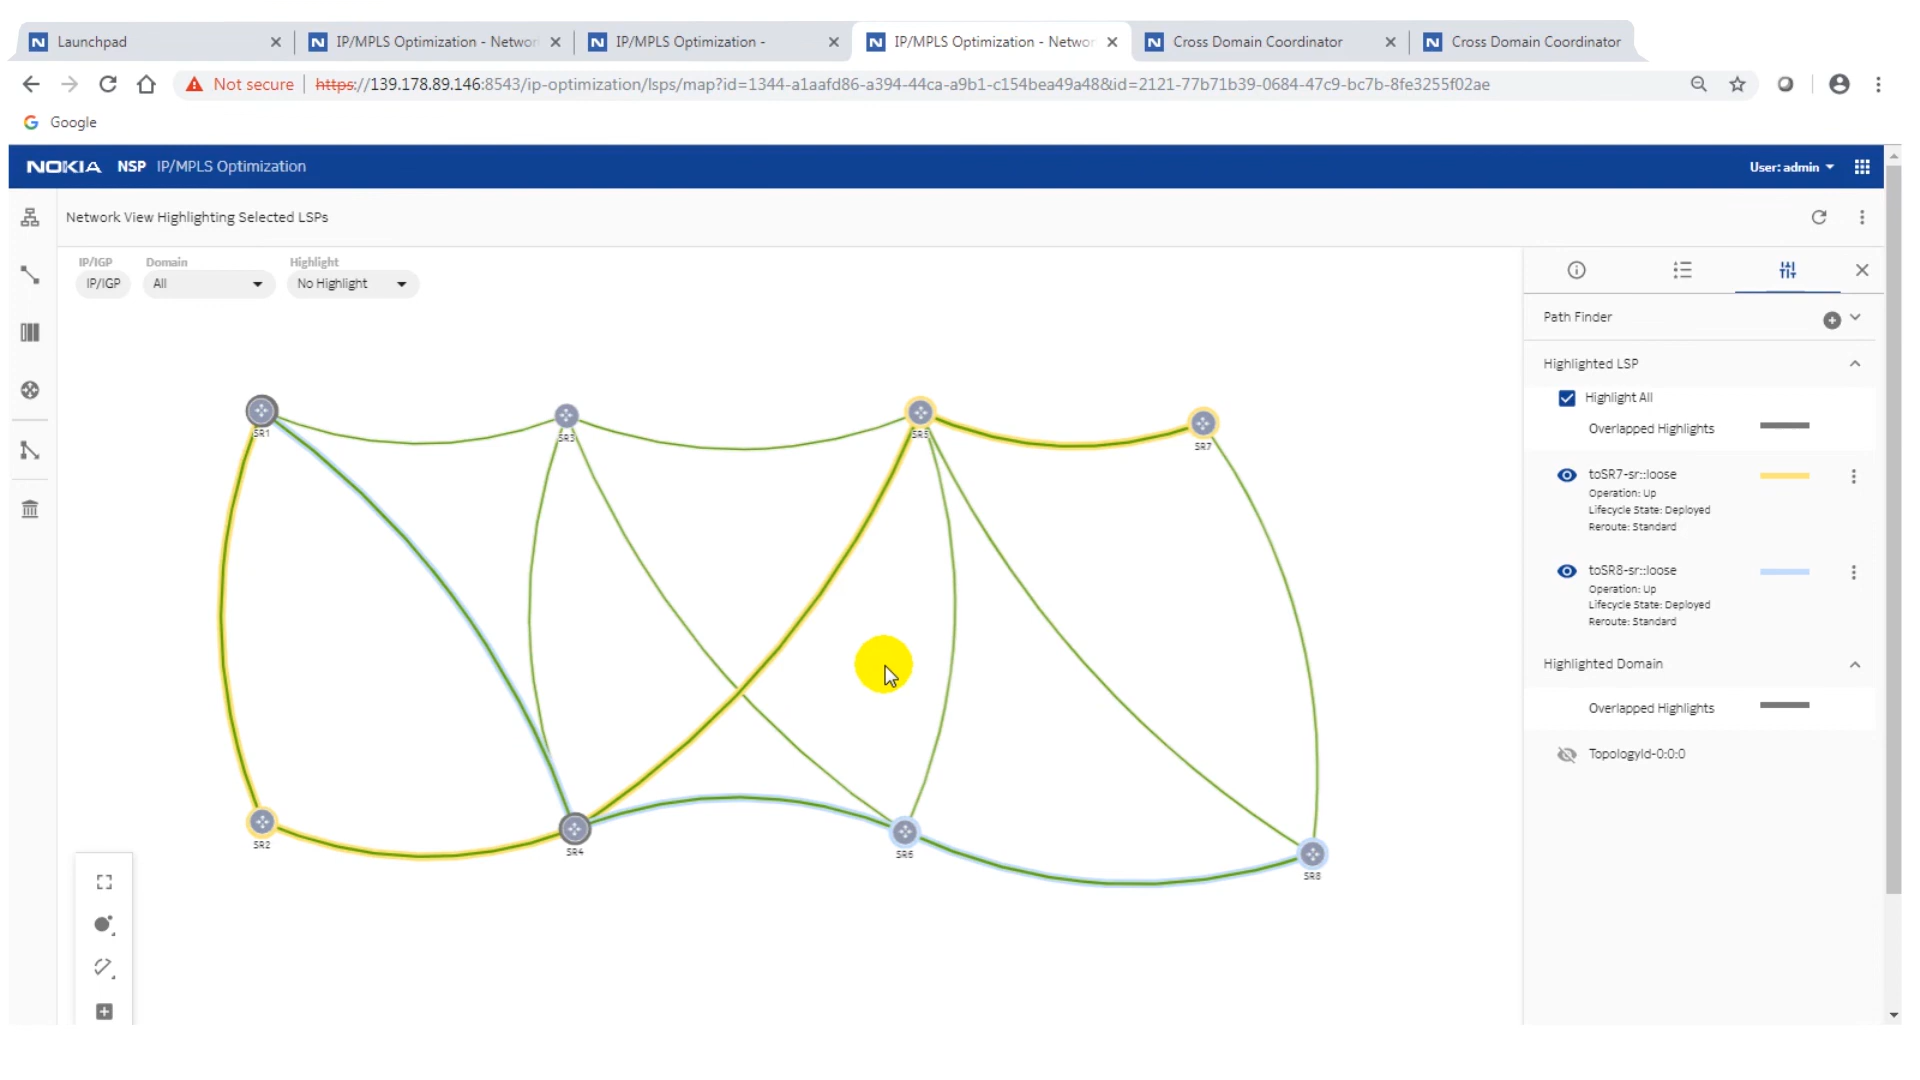 Launchpad
IP/MPLS Optimization - Networ
IP/MPLS Optimization -
IP/MPLS Optimization - Networ
Cross Domain Coordinator
Cross Domain Coordinator
Not secure
https://139.178.89.146:8543/ip-optimization/lsps/map?id=1344-a1aafd86-a394-44ca-a9b1-c154bea49a48&id=2121-77b71b39-0684-47c9-bc7b-8fe3255f02ae
Google
NOKIA NSP IP/MPLS Optimization
User: admin
Network View Highlighting Selected LSPs
IP/IGP Domain Highlight
IP/IGP All No Highlight
Path Finder
Highlighted LSP
Highlight All
Overlapped Highlights
toSR7-sr::loose
Operation: Up
Lifecycle State: Deployed
Reroute: Standard
toSR8-sr::loose
Operation: Up
Lifecycle State: Deployed
Reroute: Standard
Highlighted Domain
Overlapped Highlights
TopologyId-0:0:0
SR1
SR3
SR5
SR7
SR2
SR4
SR6
SR8